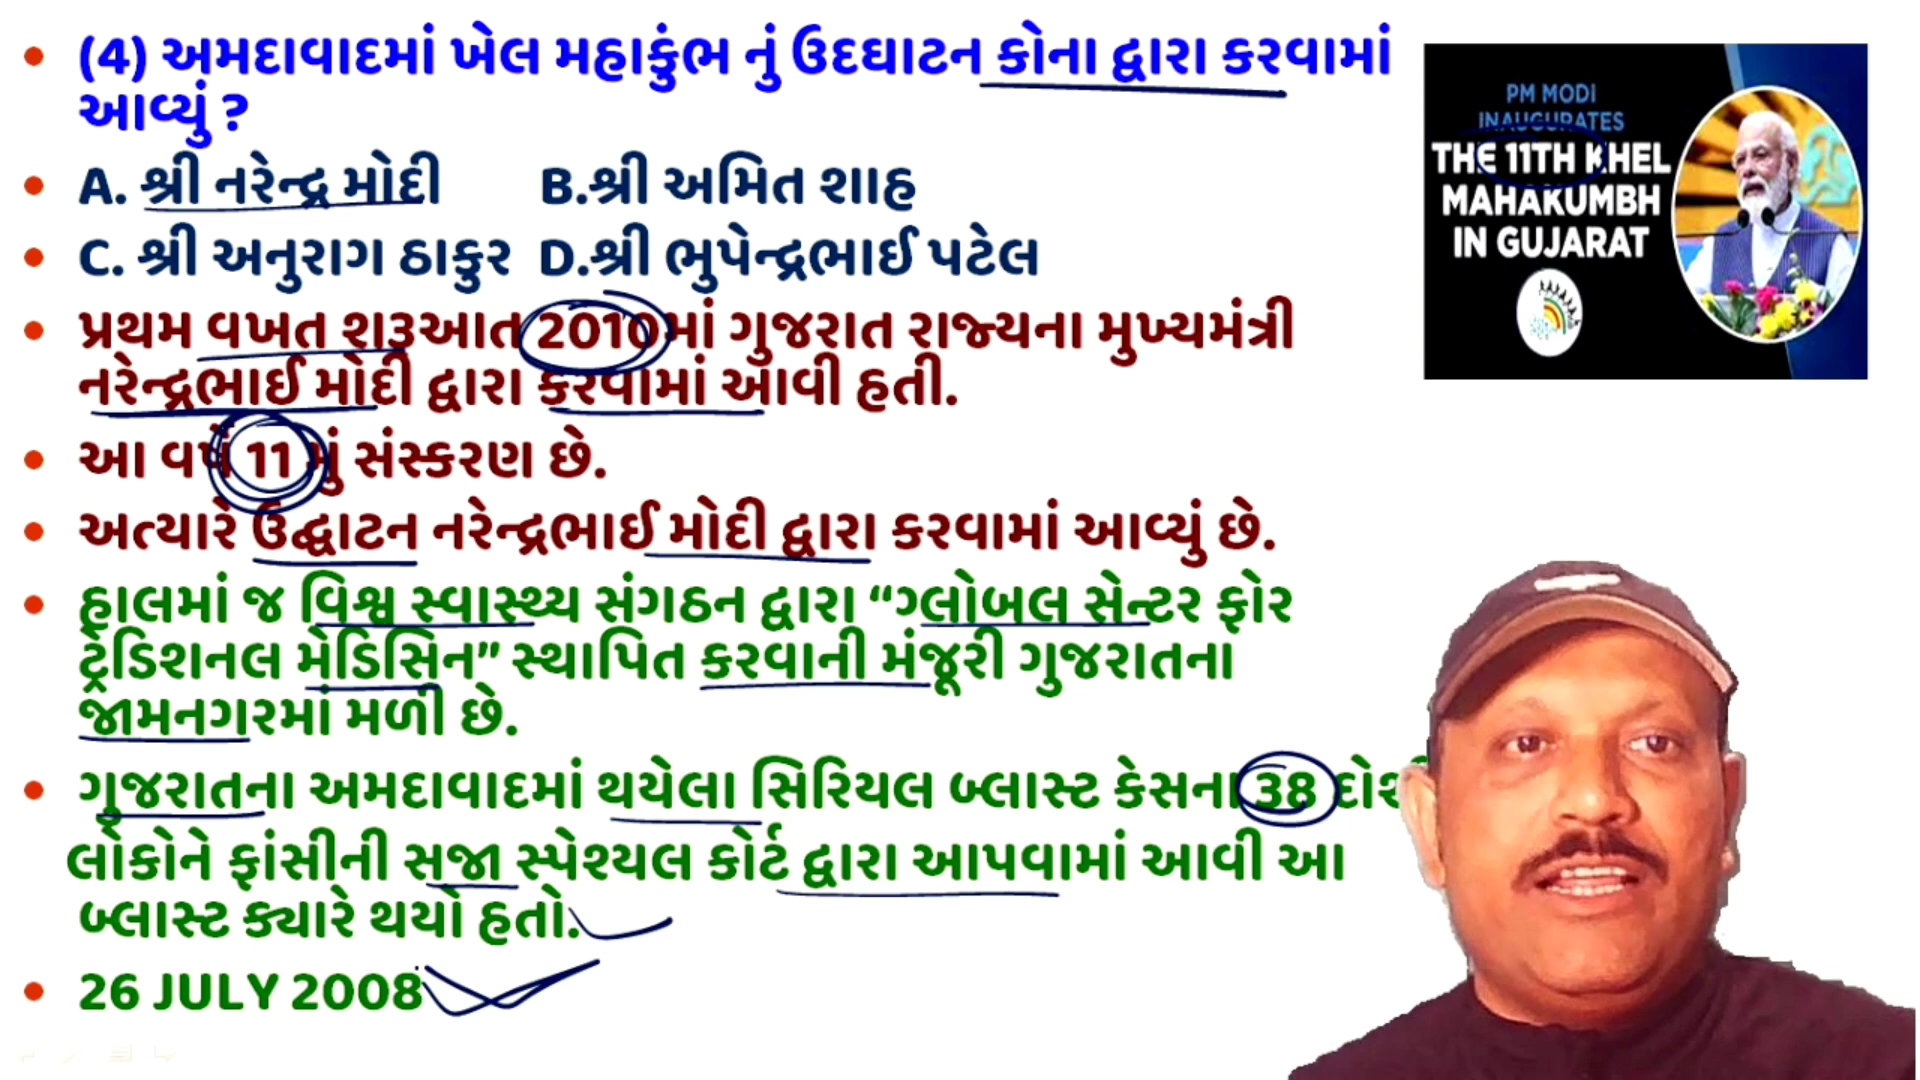 (4) અમદાવાદમાં ખેલ મહાકુંભ નું ઉદઘાટન કોના દ્વારા કરવામાં
આવ્યું ?
A. શ્રી નરેન્દ્ર મોદી B.શ્રી અમિત શાહ
C. શ્રી અનુરાગ ઠાકુર D.શ્રી ભુપેન્દ્રભાઈ પટેલ
પ્રથમ વખત શરૂઆત 2010માં ગુજરાત રાજ્યના મુખ્યમંત્રી
નરેન્દ્રભાઈ મોદી દ્વારા કરવામાં આવી હતી.
આ વર્ષે 11 મું સંસ્કરણ છે.
અત્યારે ઉદ્ઘાટન નરેન્દ્રભાઈ મોદી દ્વારા કરવામાં આવ્યું છે.
હાલમાં જ વિશ્વ સ્વાસ્થ્ય સંગઠન દ્વારા “ગ્લોબલ સેન્ટર ફોર
ટ્રેડિશનલ મેડિસિન” સ્થાપિત કરવાની મંજૂરી ગુજરાતના
જામનગરમાં મળી છે.
ગુજરાતના અમદાવાદમાં થયેલા સિરિયલ બ્લાસ્ટ કેસના 38
લોકોને ફાંસીની સજા સ્પેશ્યલ કોર્ટ દ્વારા આપવામાં આવી આ
બ્લાસ્ટ ક્યારે થયો હતો.
26 JULY 2008
PM MODI
INAUGURATES
THE 11TH KHEL
MAHAKUMBH
IN GUJARAT